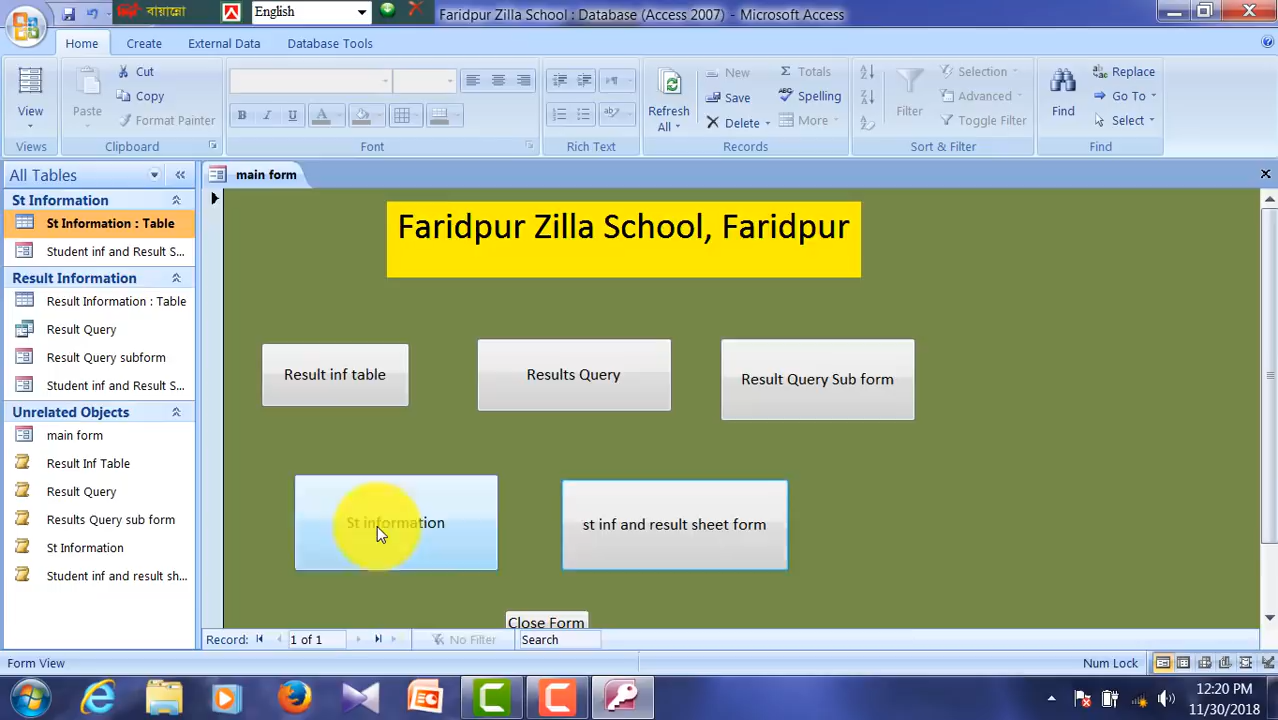 বায়ান্নো English Faridpur Zilla School : Database (Access 2007) - Microsoft Access
Home Create External Data Database Tools
View
Views
Paste
Cut
Copy
Format Painter
Clipboard
B I U A
Font
Rich Text
Refresh
All
New
Save
Delete
Totals
Spelling
More
Records
Filter
Selection
Advanced
Toggle Filter
Sort & Filter
Find
Replace
Go To
Select
Find
All Tables
St Information
St Information : Table
Student inf and Result S...
Result Information
Result Information : Table
Result Query
Result Query subform
Student inf and Result S...
Unrelated Objects
main form
Result Inf Table
Result Query
Results Query sub form
St Information
Student inf and result sh...
main form
Faridpur Zilla School, Faridpur
Result inf table
Results Query
Result Query Sub form
St information
st inf and result sheet form
Close Form
Record: 1 of 1 No Filter Search
Form View Num Lock
12:20 PM
11/30/2018